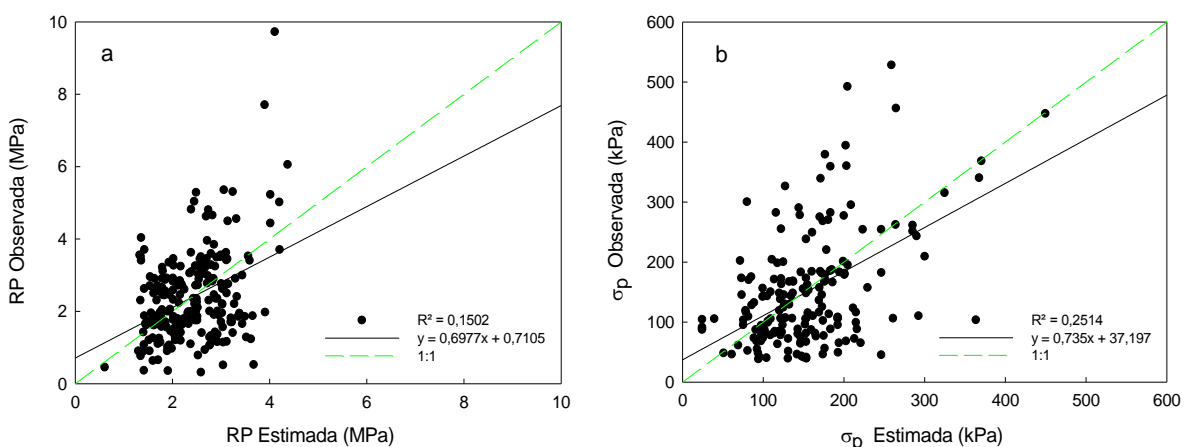 a
10
8
6
4
2
0
RP Observada (MPa)
0 2 4 6 8 10
RP Estimada (MPa)
R² = 0,1502
y = 0,6977x + 0,7105
1:1
b
600
500
400
300
200
100
0
σp Observada (kPa)
0 100 200 300 400 500 600
σp Estimada (kPa)
R² = 0,2514
y = 0,735x + 37,197
1:1